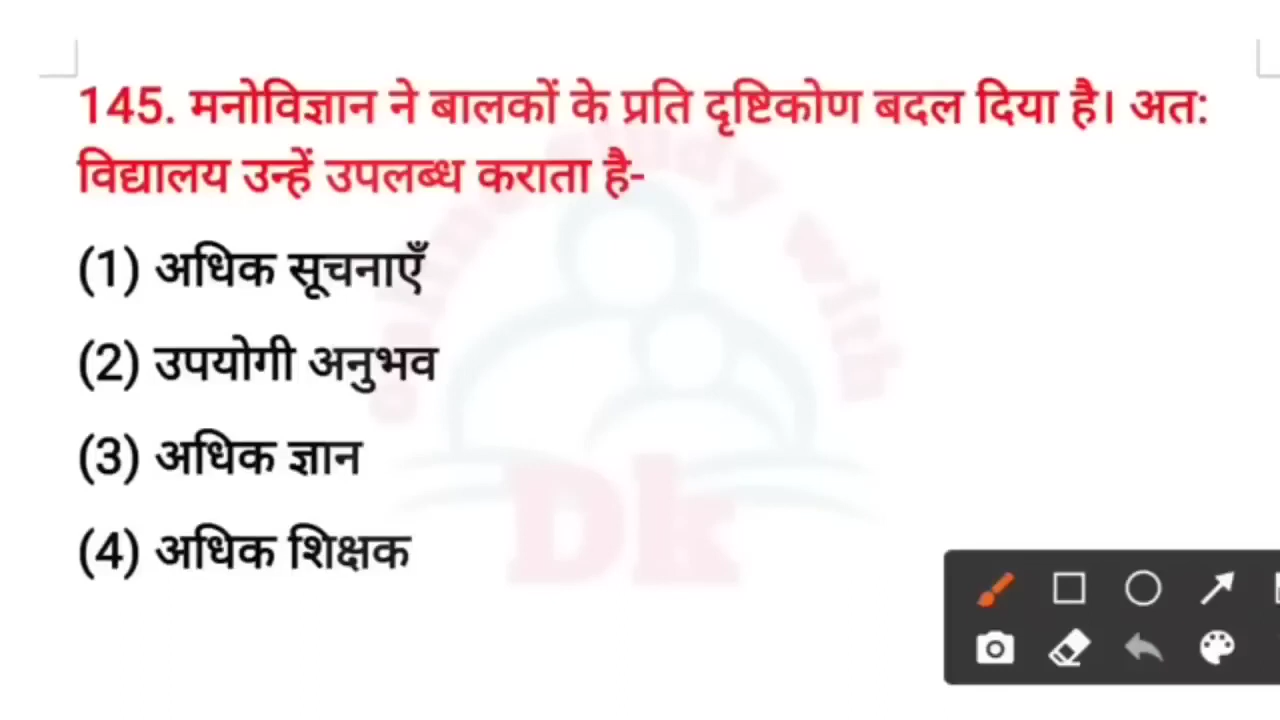 145. मनोविज्ञान ने बालकों के प्रति दृष्टिकोण बदल दिया है। अत:
विद्यालय उन्हें उपलब्ध कराता है-
(1) अधिक सूचनाएँ
(2) उपयोगी अनुभव
(3) अधिक ज्ञान
(4) अधिक शिक्षक
Dk